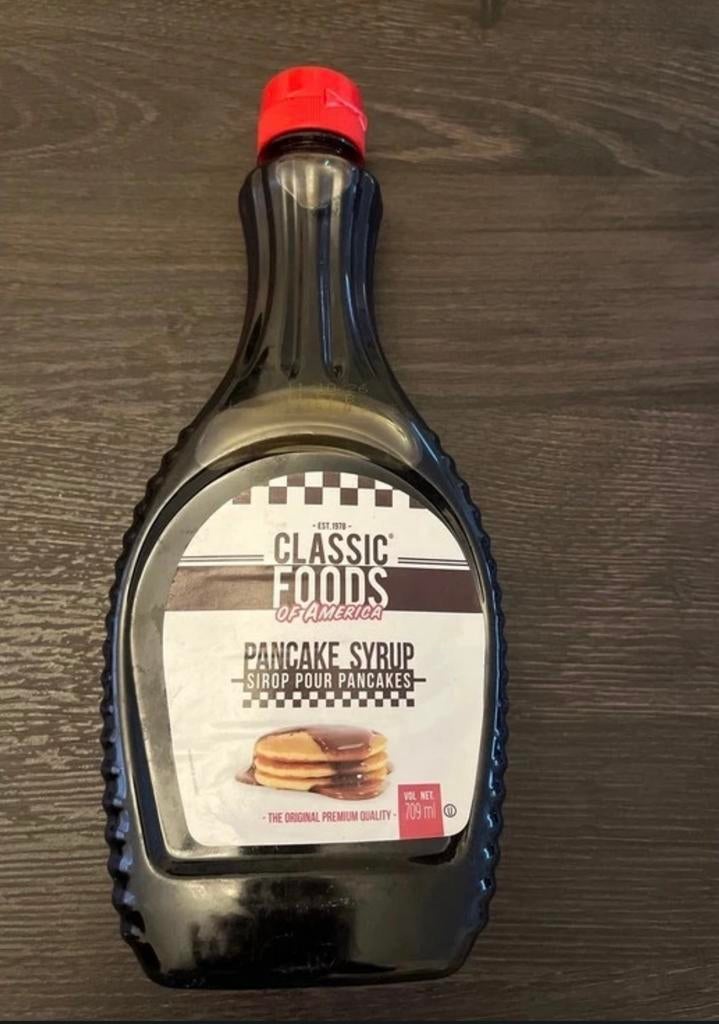 - EST. 1978 -
CLASSIC®
FOODS
OF AMERICA
PANCAKE SYRUP
SIROP POUR PANCAKES
- THE ORIGINAL PREMIUM QUALITY -
VOL NET.
709 ml
U